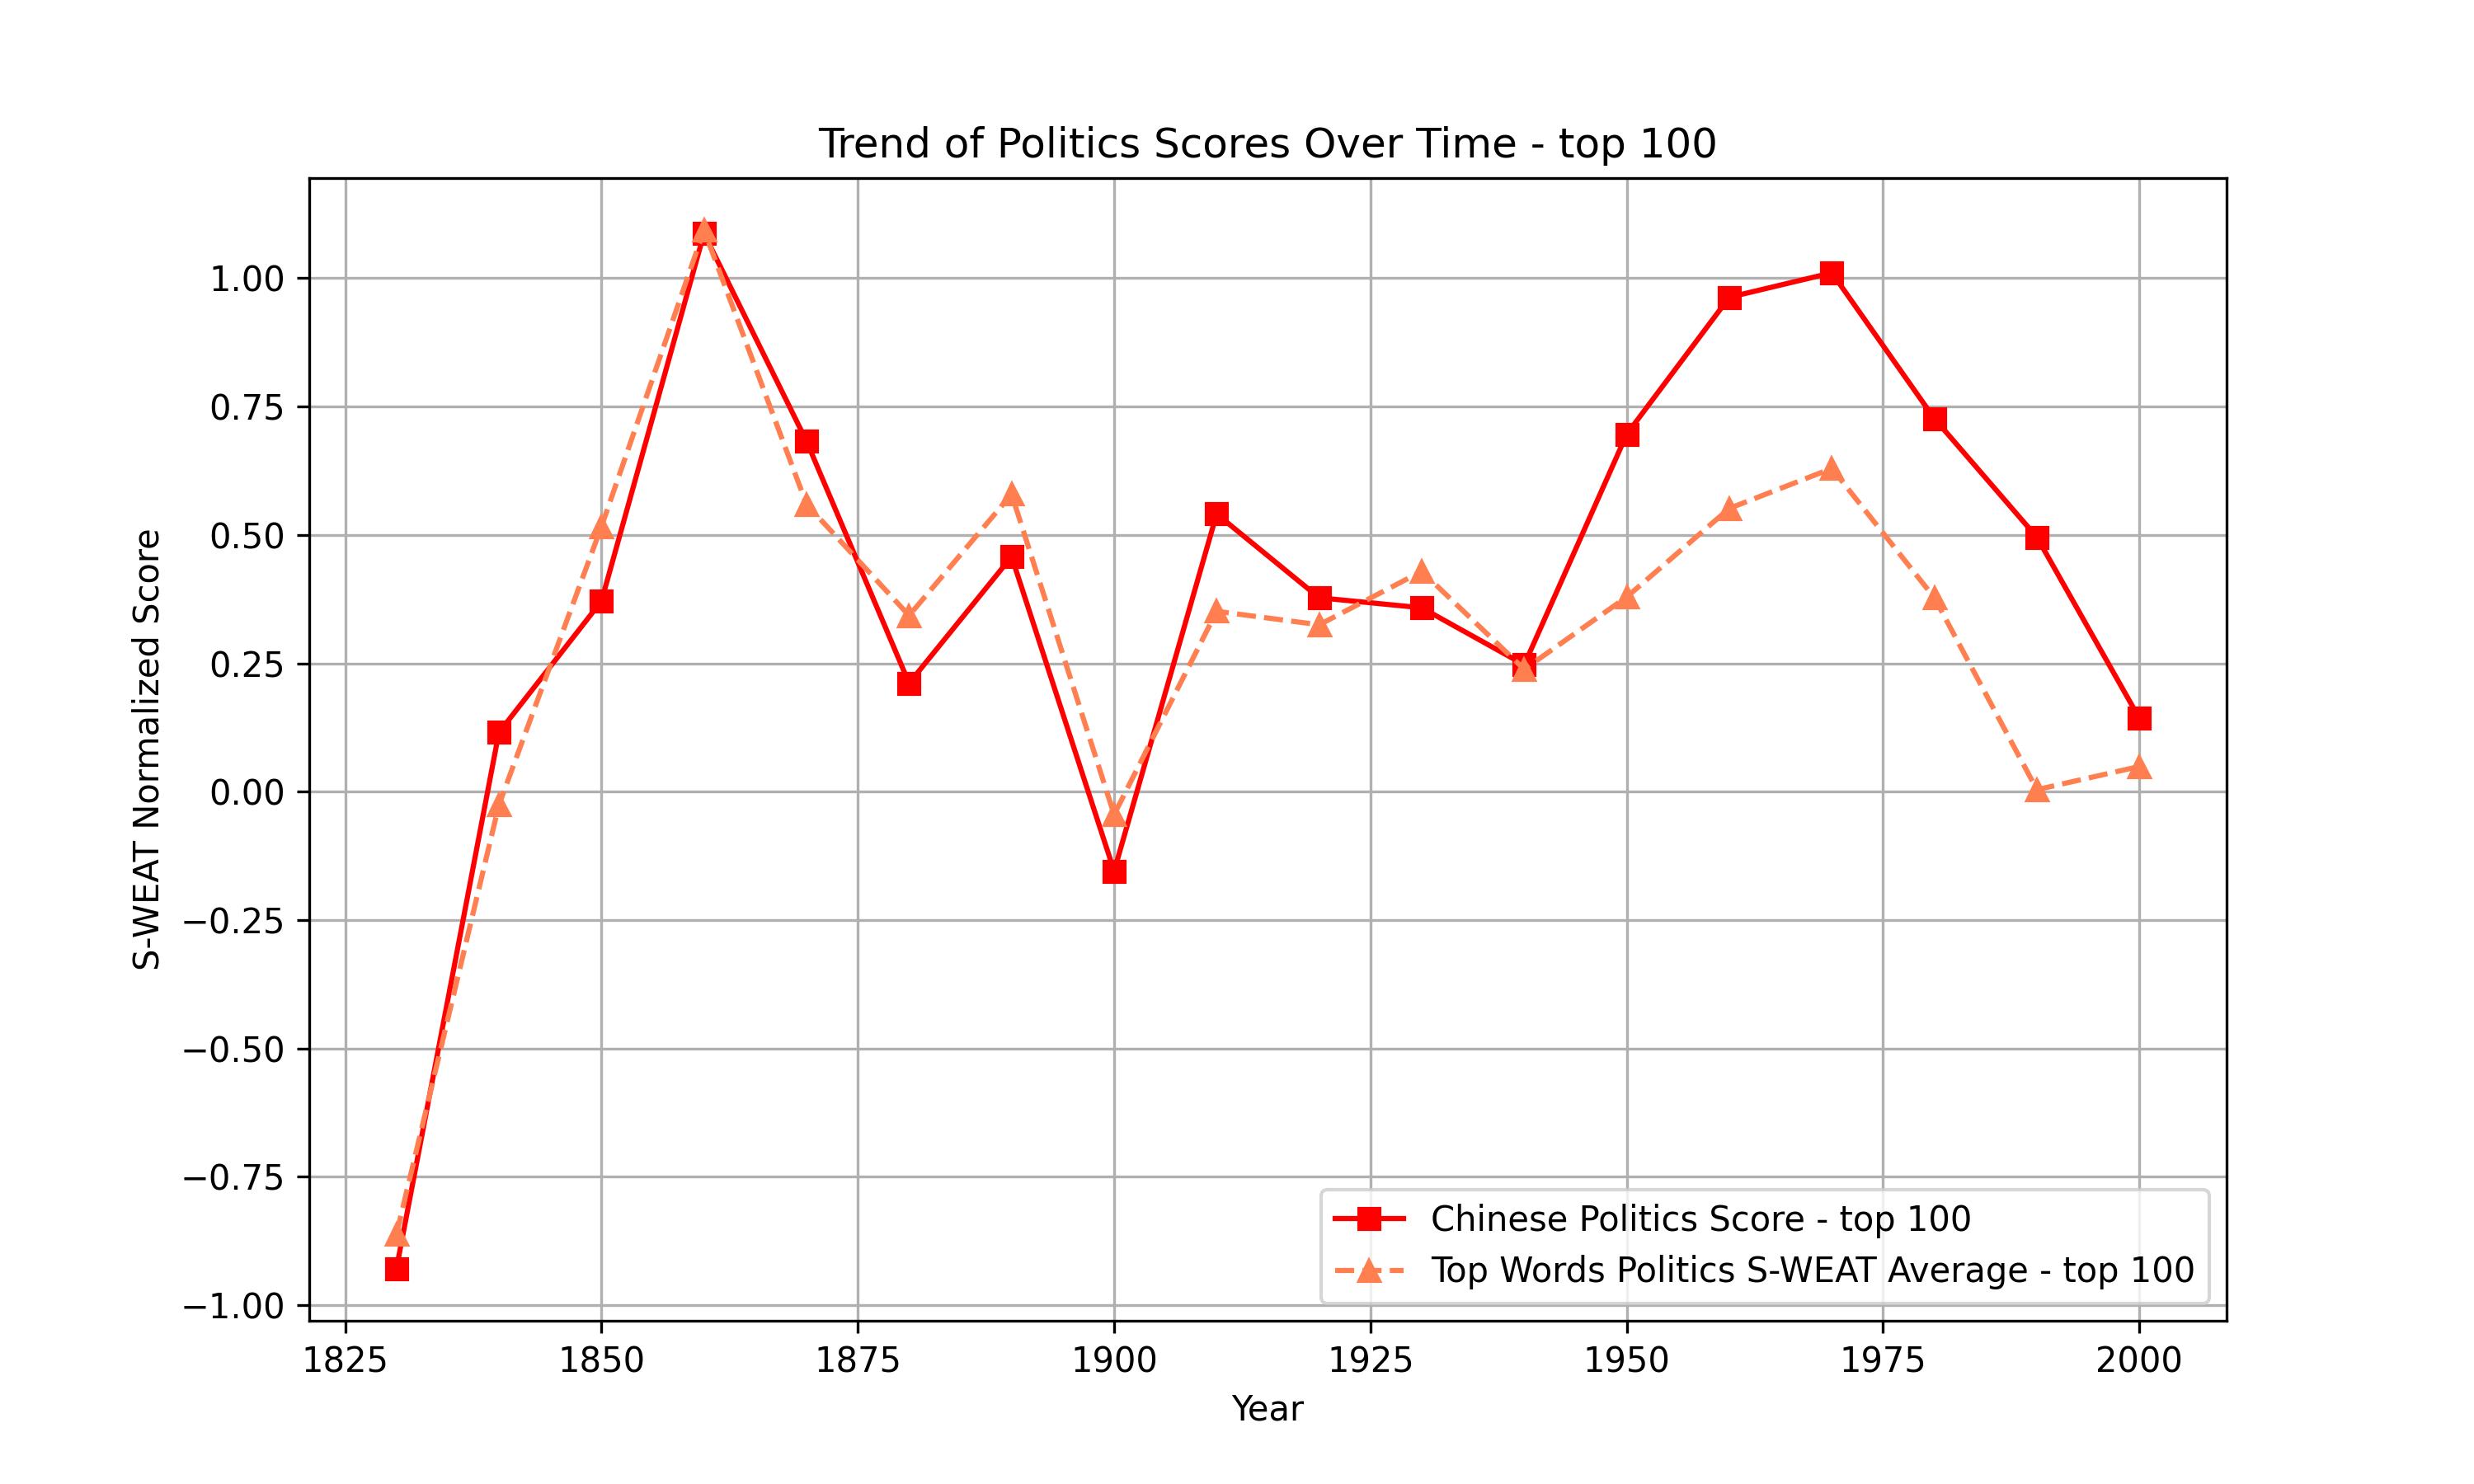 Trend of Politics Scores Over Time - top 100
S-WEAT Normalized Score
1.00
0.75
0.50
0.25
0.00
−0.25
−0.50
−0.75
−1.00
Chinese Politics Score - top 100
Top Words Politics S-WEAT Average - top 100
1825 1850 1875 1900 1925 1950 1975 2000
Year